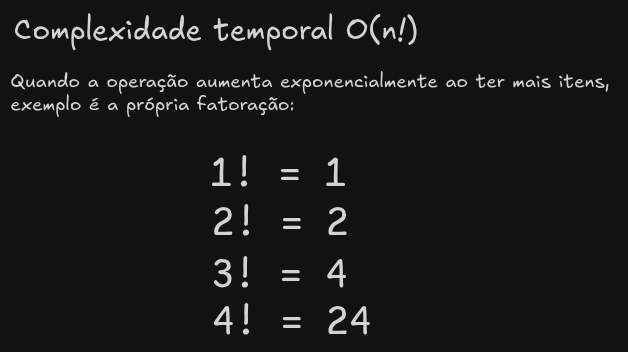 Complexidade temporal O(n!)
Quando a operação aumenta exponencialmente ao ter mais itens,
exemplo é a própria fatoração:
1! = 1
2! = 2
3! = 4
4! = 24